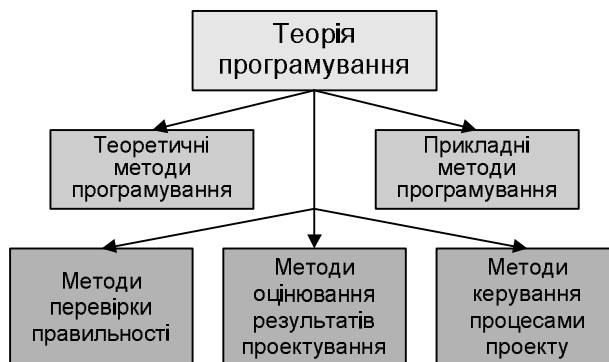 Теорія
програмування
Теоретичні
методи
програмування
Прикладні
методи
програмування
Методи
перевірки
правильності
Методи
оцінювання
результатів
проектування
Методи
керування
процесами
проекту